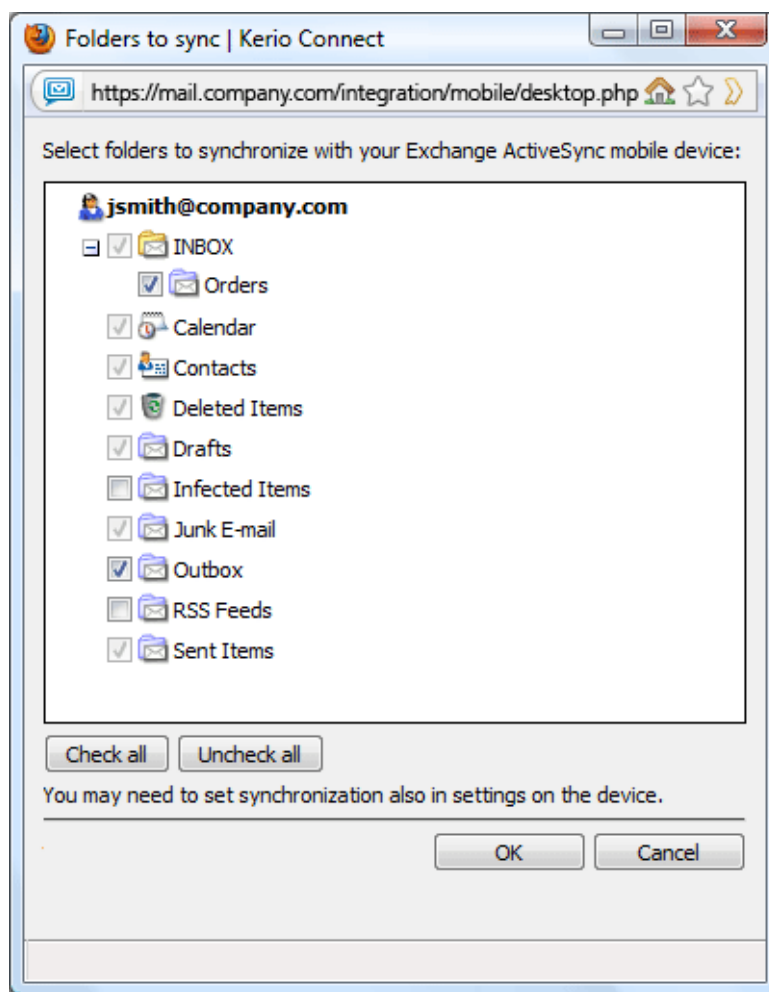 Folders to sync | Kerio Connect
https://mail.company.com/integration/mobile/desktop.php
Select folders to synchronize with your Exchange ActiveSync mobile device:
jsmith@company.com
INBOX
Orders
Calendar
Contacts
Deleted Items
Drafts
Infected Items
Junk E-mail
Outbox
RSS Feeds
Sent Items
Check all Uncheck all
You may need to set synchronization also in settings on the device.
OK Cancel